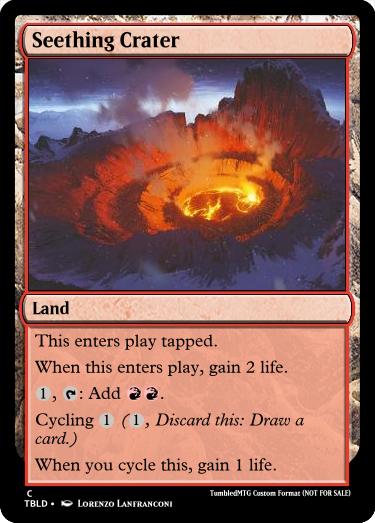 Seething Crater
Land
This enters play tapped.
When this enters play, gain 2 life.
1, T: Add R R.
Cycling 1 (1, Discard this: Draw a
card.)
When you cycle this, gain 1 life.
C
TBLD • Lorenzo Lanfranconi
TumbledMTG Custom Format (NOT FOR SALE)